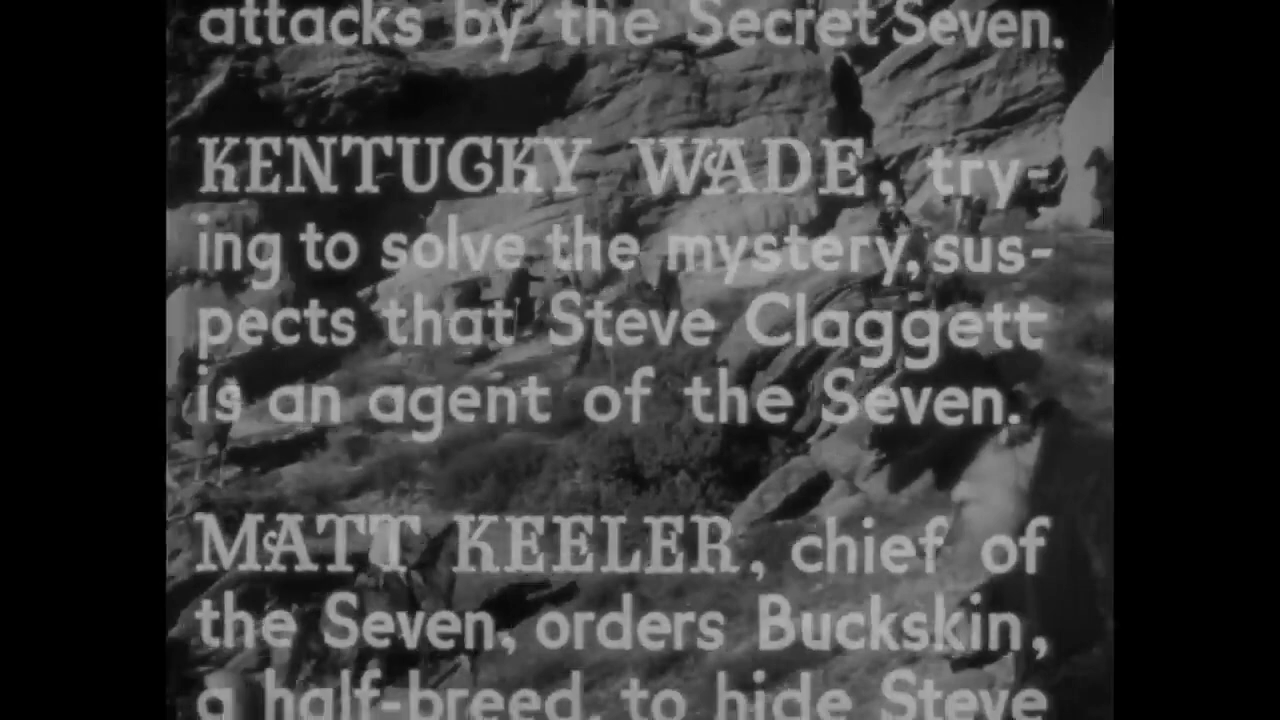 attacks by the Secret Seven.
KENTUCKY WADE, try-
ing to solve the mystery, sus-
pects that Steve Claggett
is an agent of the Seven.
MATT KEELER, chief of
the Seven, orders Buckskin,
a half-breed, to hide Steve